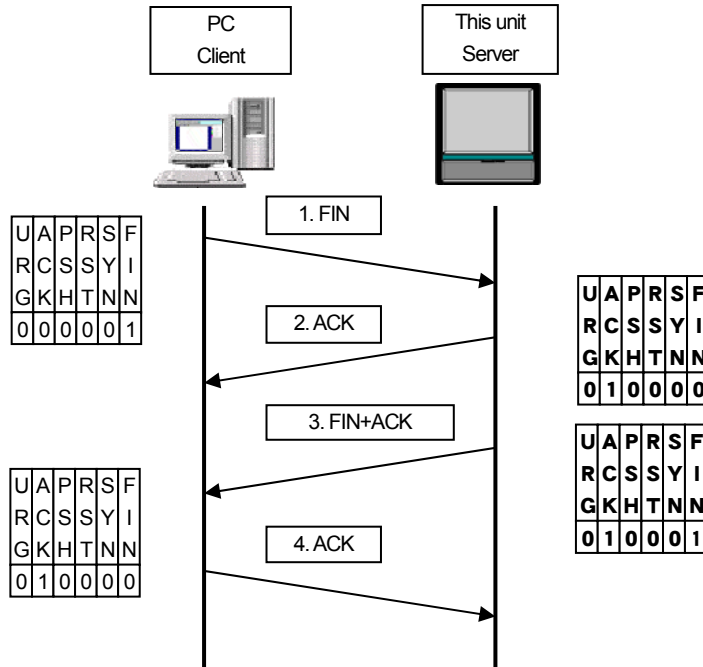 PC
Client
This unit
Server
1. FIN
U A P R S F
R C S S Y I
G K H T N N
0 0 0 0 0 1
2. ACK
U A P R S F
R C S S Y I
G K H T N N
0 1 0 0 0 0
3. FIN+ACK
U A P R S F
R C S S Y I
G K H T N N
0 1 0 0 0 1
U A P R S F
R C S S Y I
G K H T N N
0 1 0 0 0 0
4. ACK